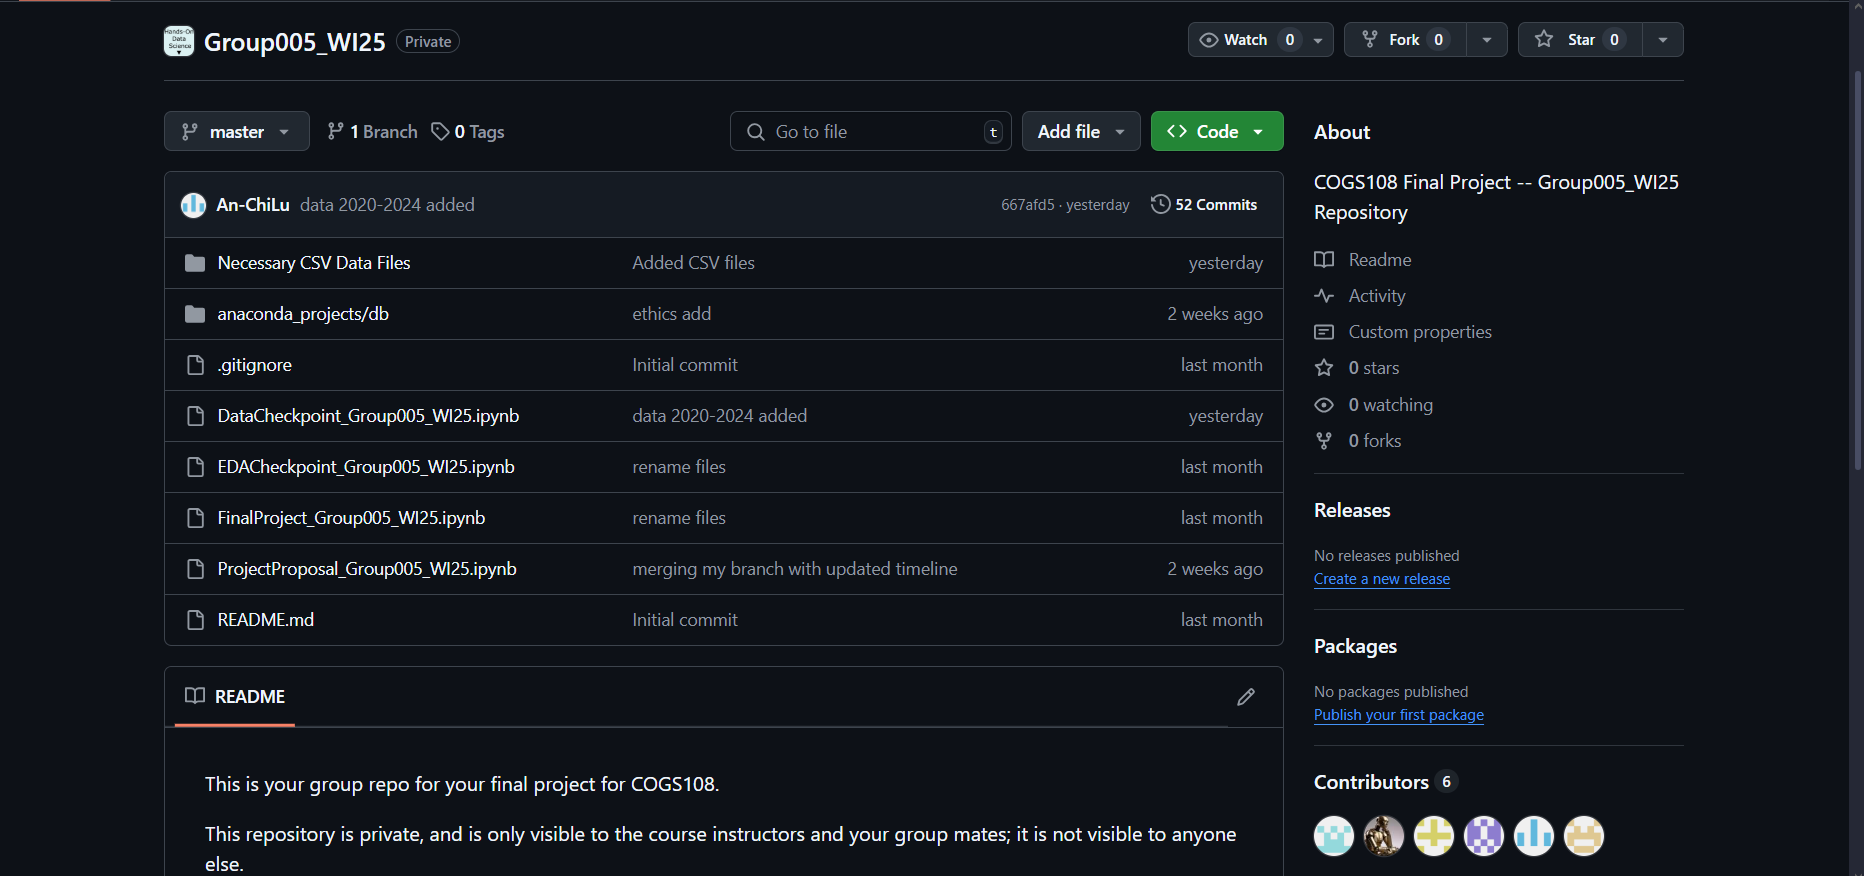 Hands-On
Data
Science
Group005_WI25 Private
Watch 0
Fork 0
Star 0
master
1 Branch
0 Tags
Go to file t
Add file
Code
An-ChiLu data 2020-2024 added 667afd5 · yesterday 52 Commits
Necessary CSV Data Files Added CSV files yesterday
anaconda_projects/db ethics add 2 weeks ago
.gitignore Initial commit last month
DataCheckpoint_Group005_WI25.ipynb data 2020-2024 added yesterday
EDACheckpoint_Group005_WI25.ipynb rename files last month
FinalProject_Group005_WI25.ipynb rename files last month
ProjectProposal_Group005_WI25.ipynb merging my branch with updated timeline 2 weeks ago
README.md Initial commit last month
README
This is your group repo for your final project for COGS108.
This repository is private, and is only visible to the course instructors and your group mates; it is not visible to anyone
else.
About
COGS108 Final Project -- Group005_WI25
Repository
Readme
Activity
Custom properties
0 stars
0 watching
0 forks
Releases
No releases published
Create a new release
Packages
No packages published
Publish your first package
Contributors 6